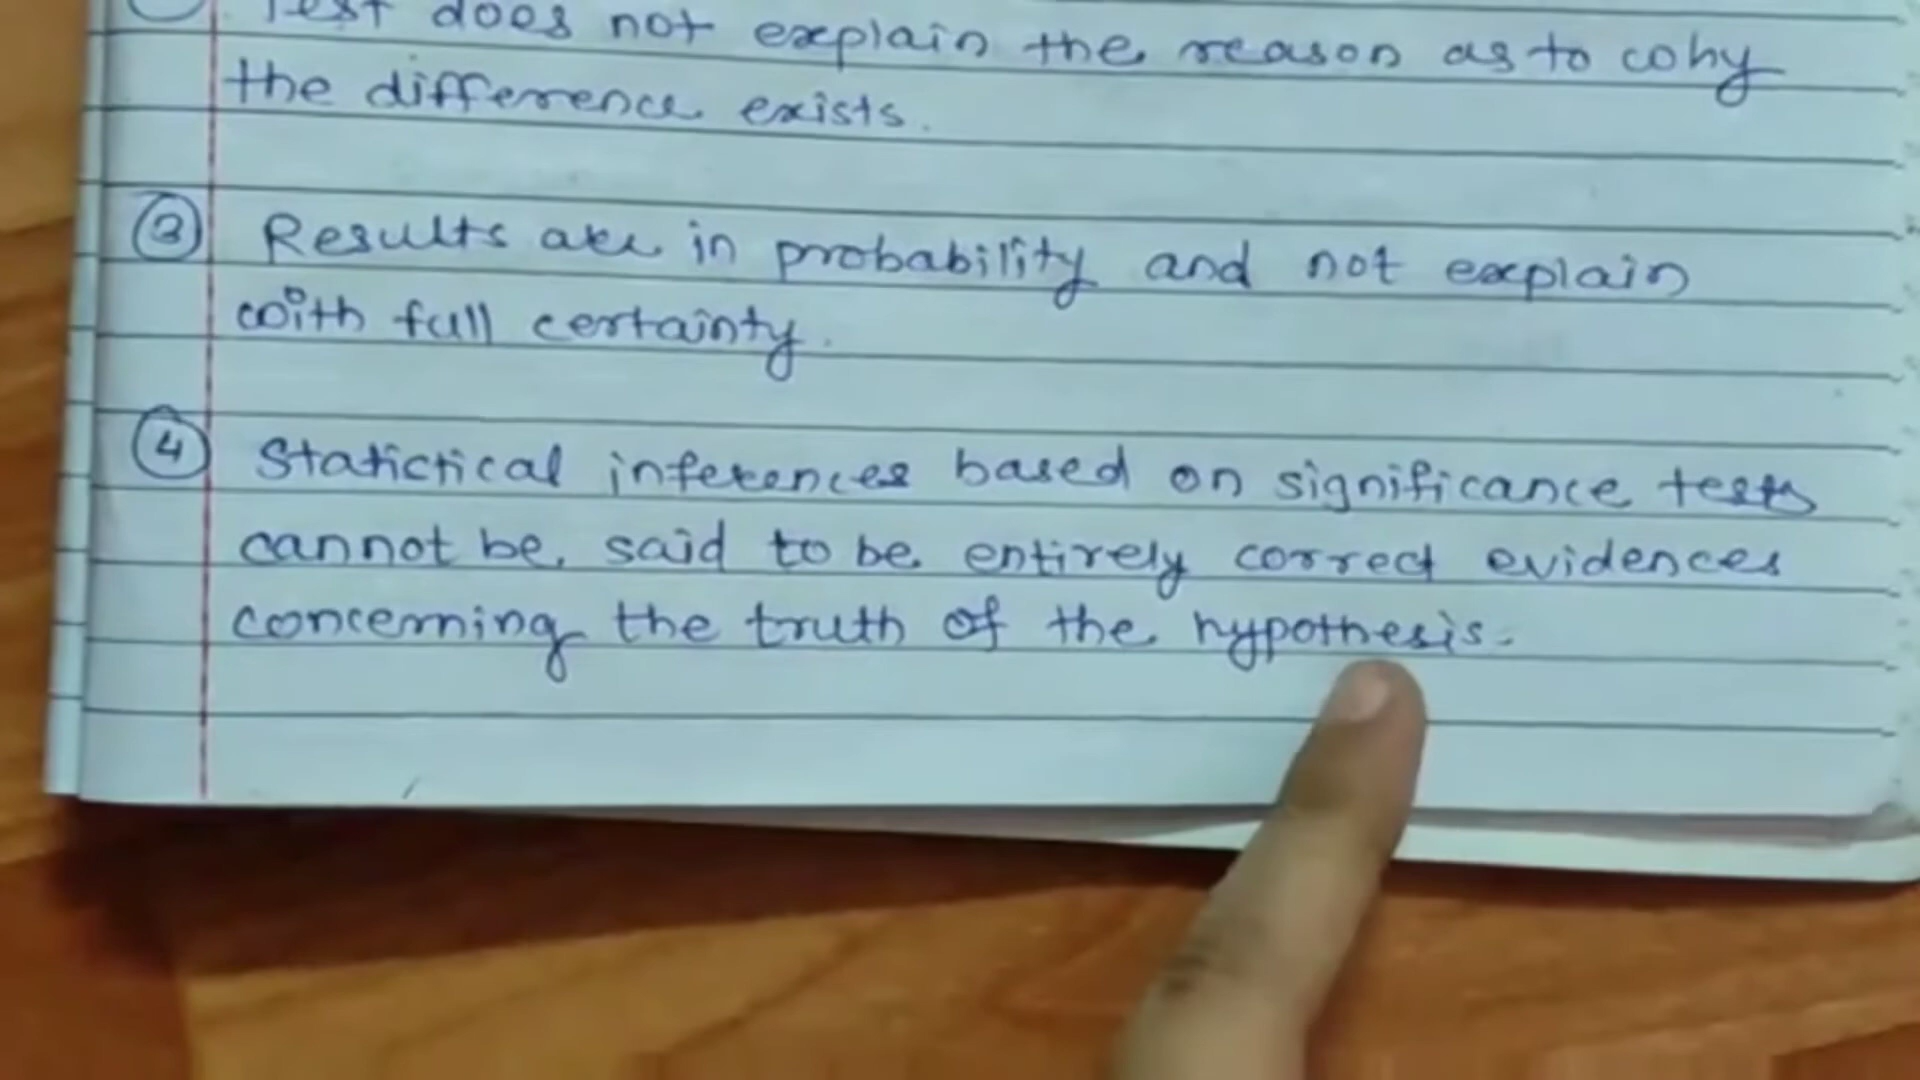 Test does not explain the reason as to why
the difference exists.
③ Results are in probability and not explain
with full certainty.
④ Statictical inferences based on significance tests
cannot be said to be entirely correct evidences
concerning the truth of the hypothesis.